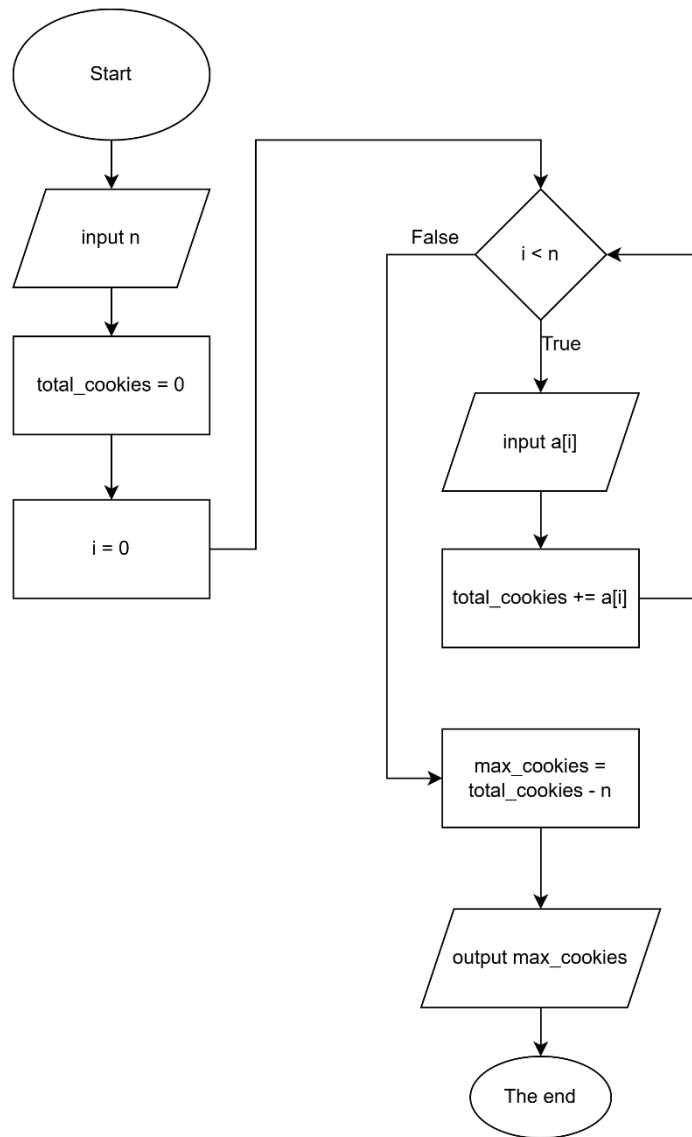 Start
input n
total_cookies = 0
i = 0
i < n
False
True
input a[i]
total_cookies += a[i]
max_cookies =
total_cookies - n
output max_cookies
The end